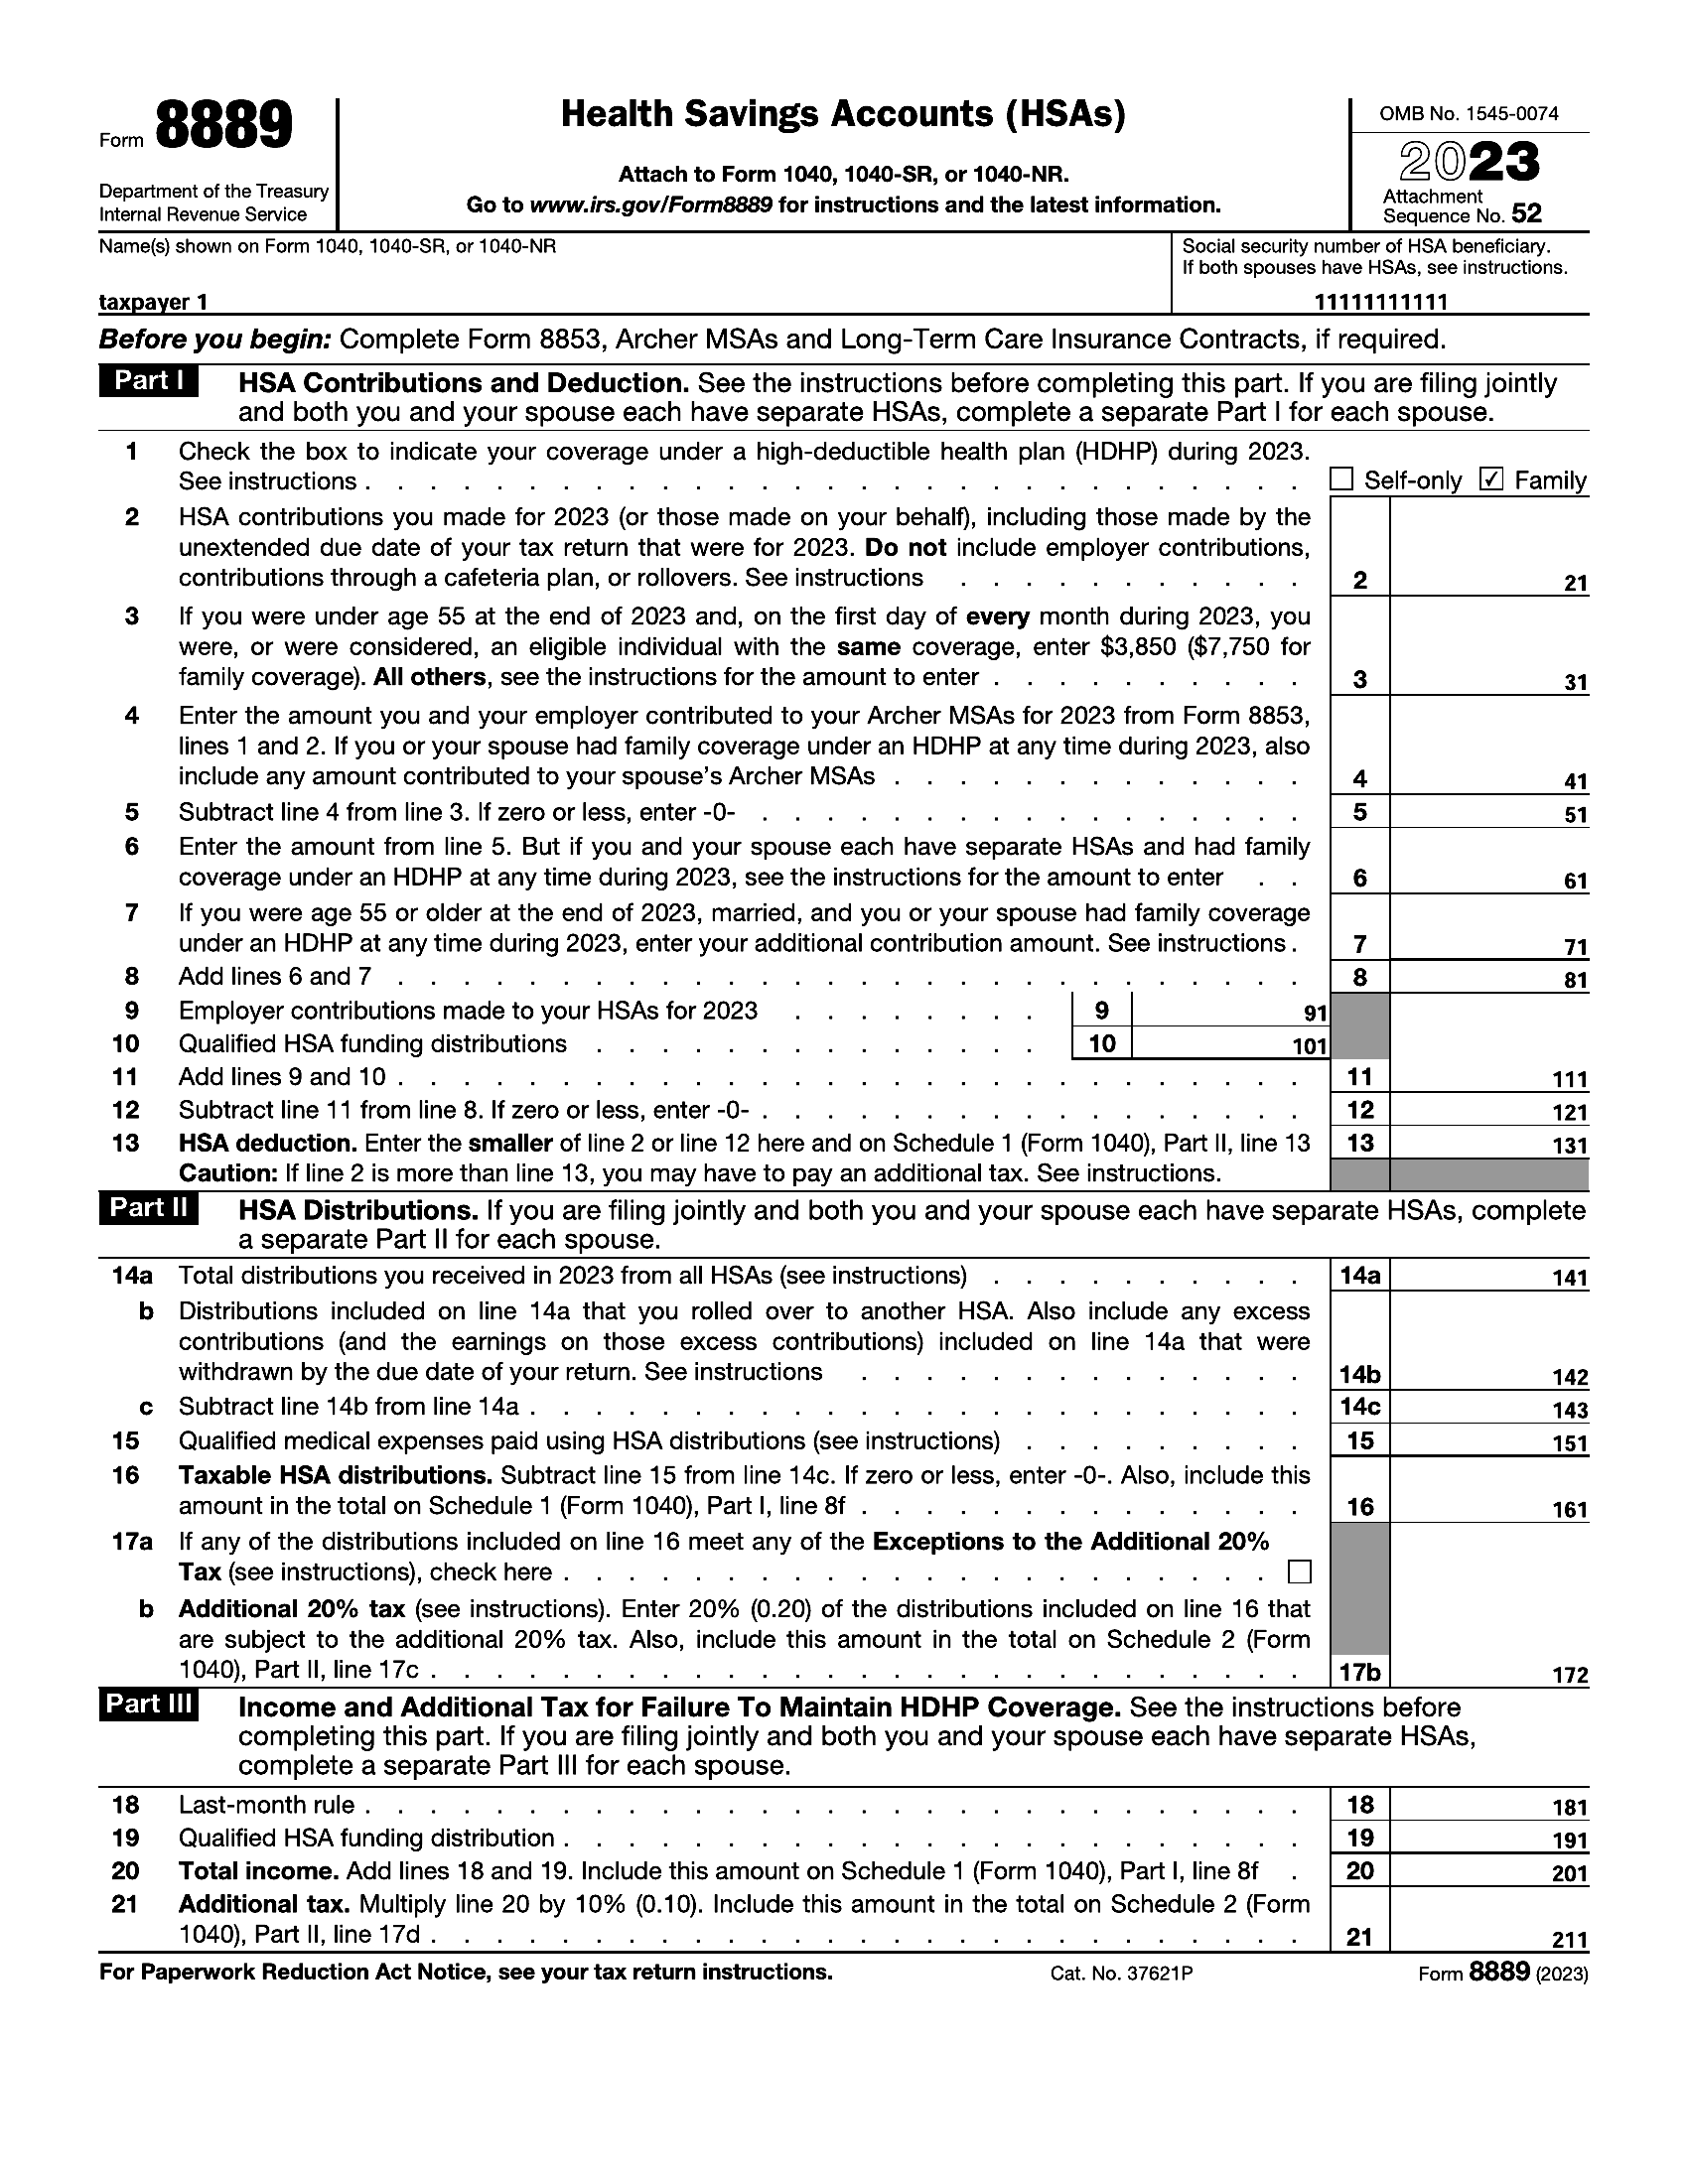 Form 8889
Department of the Treasury
Internal Revenue Service
Health Savings Accounts (HSAs)
Attach to Form 1040, 1040-SR, or 1040-NR.
Go to www.irs.gov/Form8889 for instructions and the latest information.
OMB No. 1545-0074
2023
Attachment
Sequence No. 52
Name(s) shown on Form 1040, 1040-SR, or 1040-NR
taxpayer 1
Social security number of HSA beneficiary.
If both spouses have HSAs, see instructions.
11111111111
Before you begin: Complete Form 8853, Archer MSAs and Long-Term Care Insurance Contracts, if required.
Part I HSA Contributions and Deduction. See the instructions before completing this part. If you are filing jointly
and both you and your spouse each have separate HSAs, complete a separate Part I for each spouse.
1 Check the box to indicate your coverage under a high-deductible health plan (HDHP) during 2023.
See instructions . . . . . . . . . . . . . . . . . . . . . . . . . . . . . ☐ Self-only ☑ Family
2 HSA contributions you made for 2023 (or those made on your behalf), including those made by the
unextended due date of your tax return that were for 2023. Do not include employer contributions,
contributions through a cafeteria plan, or rollovers. See instructions . . . . . . . . . . . 2 21
3 If you were under age 55 at the end of 2023 and, on the first day of every month during 2023, you
were, or were considered, an eligible individual with the same coverage, enter $3,850 ($7,750 for
family coverage). All others, see the instructions for the amount to enter . . . . . . . . . . 3 31
4 Enter the amount you and your employer contributed to your Archer MSAs for 2023 from Form 8853,
lines 1 and 2. If you or your spouse had family coverage under an HDHP at any time during 2023, also
include any amount contributed to your spouse's Archer MSAs . . . . . . . . . . . . . 4 41
5 Subtract line 4 from line 3. If zero or less, enter -0- . . . . . . . . . . . . . . . . . 5 51
6 Enter the amount from line 5. But if you and your spouse each have separate HSAs and had family
coverage under an HDHP at any time during 2023, see the instructions for the amount to enter . . 6 61
7 If you were age 55 or older at the end of 2023, married, and you or your spouse had family coverage
under an HDHP at any time during 2023, enter your additional contribution amount. See instructions . 7 71
8 Add lines 6 and 7 . . . . . . . . . . . . . . . . . . . . . . . . . . . . 8 81
9 Employer contributions made to your HSAs for 2023 . . . . . . . . 9 91
10 Qualified HSA funding distributions . . . . . . . . . . . . . . 10 101
11 Add lines 9 and 10 . . . . . . . . . . . . . . . . . . . . . . . . . . . . 11 111
12 Subtract line 11 from line 8. If zero or less, enter -0- . . . . . . . . . . . . . . . . . 12 121
13 HSA deduction. Enter the smaller of line 2 or line 12 here and on Schedule 1 (Form 1040), Part II, line 13 13 131
Caution: If line 2 is more than line 13, you may have to pay an additional tax. See instructions.
Part II HSA Distributions. If you are filing jointly and both you and your spouse each have separate HSAs, complete
a separate Part II for each spouse.
14a Total distributions you received in 2023 from all HSAs (see instructions) . . . . . . . . . . 14a 141
b Distributions included on line 14a that you rolled over to another HSA. Also include any excess
contributions (and the earnings on those excess contributions) included on line 14a that were
withdrawn by the due date of your return. See instructions . . . . . . . . . . . . . . 14b 142
c Subtract line 14b from line 14a . . . . . . . . . . . . . . . . . . . . . . . . 14c 143
15 Qualified medical expenses paid using HSA distributions (see instructions) . . . . . . . . . 15 151
16 Taxable HSA distributions. Subtract line 15 from line 14c. If zero or less, enter -0-. Also, include this
amount in the total on Schedule 1 (Form 1040), Part I, line 8f . . . . . . . . . . . . . . 16 161
17a If any of the distributions included on line 16 meet any of the Exceptions to the Additional 20%
Tax (see instructions), check here . . . . . . . . . . . . . . . . . . . . . . ☐
b Additional 20% tax (see instructions). Enter 20% (0.20) of the distributions included on line 16 that
are subject to the additional 20% tax. Also, include this amount in the total on Schedule 2 (Form
1040), Part II, line 17c . . . . . . . . . . . . . . . . . . . . . . . . . . . 17b 172
Part III Income and Additional Tax for Failure To Maintain HDHP Coverage. See the instructions before
completing this part. If you are filing jointly and both you and your spouse each have separate HSAs,
complete a separate Part III for each spouse.
18 Last-month rule . . . . . . . . . . . . . . . . . . . . . . . . . . . . . 18 181
19 Qualified HSA funding distribution . . . . . . . . . . . . . . . . . . . . . . . 19 191
20 Total income. Add lines 18 and 19. Include this amount on Schedule 1 (Form 1040), Part I, line 8f . 20 201
21 Additional tax. Multiply line 20 by 10% (0.10). Include this amount in the total on Schedule 2 (Form
1040), Part II, line 17d . . . . . . . . . . . . . . . . . . . . . . . . . . . 21 211
For Paperwork Reduction Act Notice, see your tax return instructions. Cat. No. 37621P Form 8889 (2023)